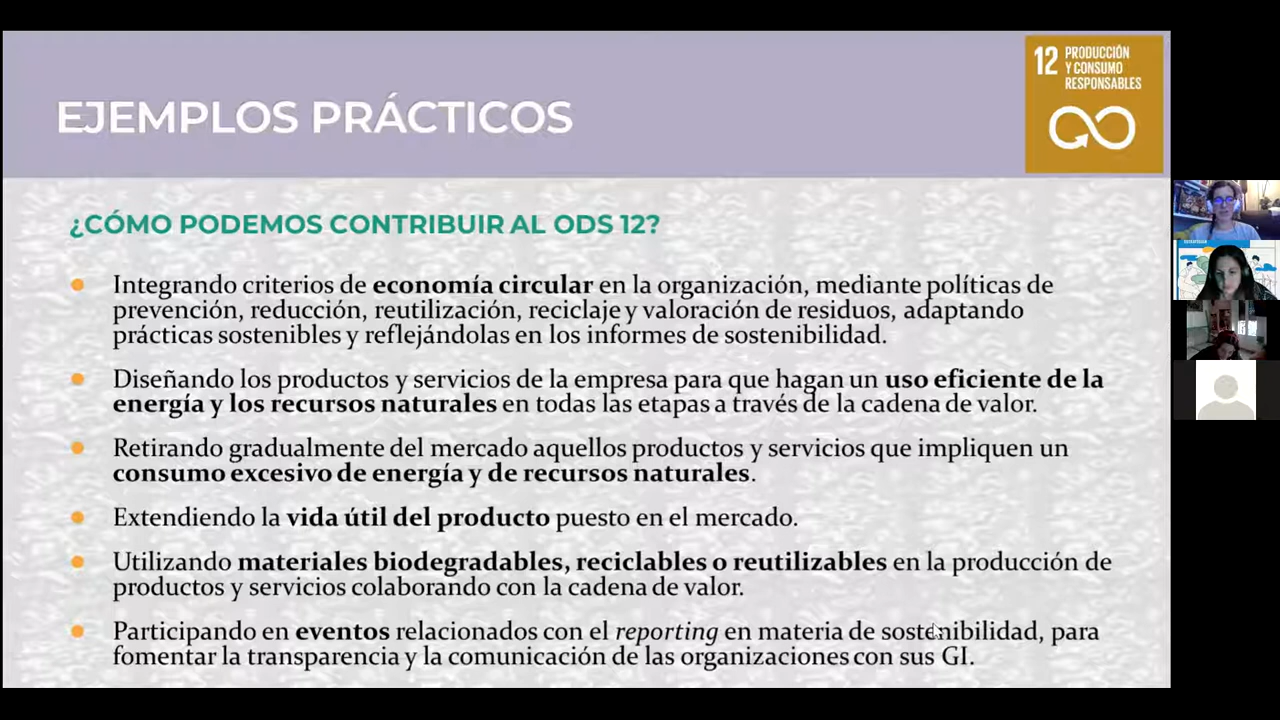 EJEMPLOS PRÁCTICOS
12 PRODUCCIÓN
Y CONSUMO
RESPONSABLES
¿CÓMO PODEMOS CONTRIBUIR AL ODS 12?
Integrando criterios de economía circular en la organización, mediante políticas de
prevención, reducción, reutilización, reciclaje y valoración de residuos, adaptando
prácticas sostenibles y reflejándolas en los informes de sostenibilidad.
Diseñando los productos y servicios de la empresa para que hagan un uso eficiente de la
energía y los recursos naturales en todas las etapas a través de la cadena de valor.
Retirando gradualmente del mercado aquellos productos y servicios que impliquen un
consumo excesivo de energía y de recursos naturales.
Extendiendo la vida útil del producto puesto en el mercado.
Utilizando materiales biodegradables, reciclables o reutilizables en la producción de
productos y servicios colaborando con la cadena de valor.
Participando en eventos relacionados con el reporting en materia de sostenibilidad, para
fomentar la transparencia y la comunicación de las organizaciones con sus GI.